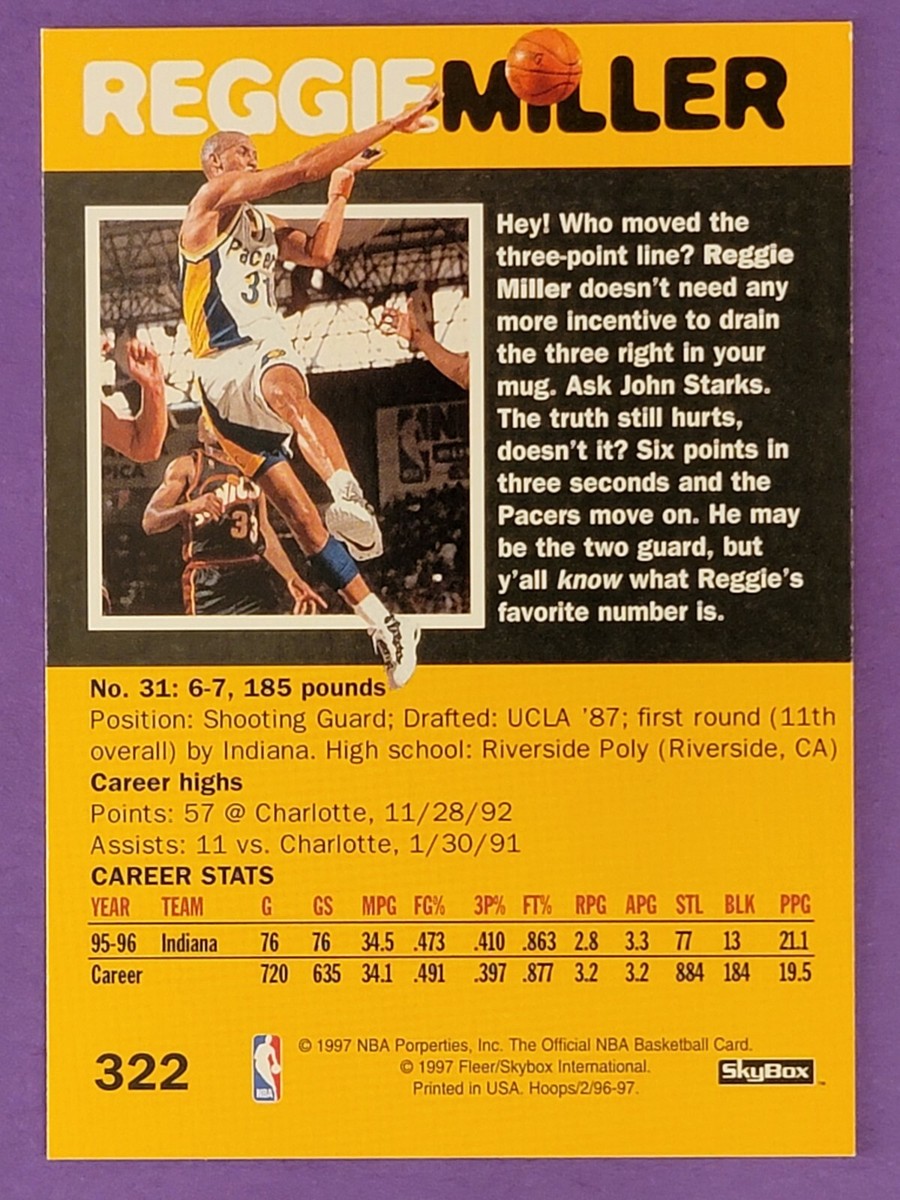 REGGIE MILLER
Hey! Who moved the
three-point line? Reggie
Miller doesn't need any
more incentive to drain
the three right in your
mug. Ask John Starks.
The truth still hurts,
doesn't it? Six points in
three seconds and the
Pacers move on. He may
be the two guard, but
y'all know what Reggie's
favorite number is.
Pacers
31
33
No. 31: 6-7, 185 pounds
Position: Shooting Guard; Drafted: UCLA '87; first round (11th
overall) by Indiana. High school: Riverside Poly (Riverside, CA)
Career highs
Points: 57 @ Charlotte, 11/28/92
Assists: 11 vs. Charlotte, 1/30/91
CAREER STATS
YEAR TEAM G GS MPG FG% 3P% FT% RPG APG STL BLK PPG
95-96 Indiana 76 76 34.5 .473 .410 .863 2.8 3.3 77 13 21.1
Career 720 635 34.1 .491 .397 .877 3.2 3.2 884 184 19.5
322
NBA
© 1997 NBA Porperties, Inc. The Official NBA Basketball Card.
© 1997 Fleer/Skybox International.
Printed in USA. Hoops/2/96-97.
SkyBox™